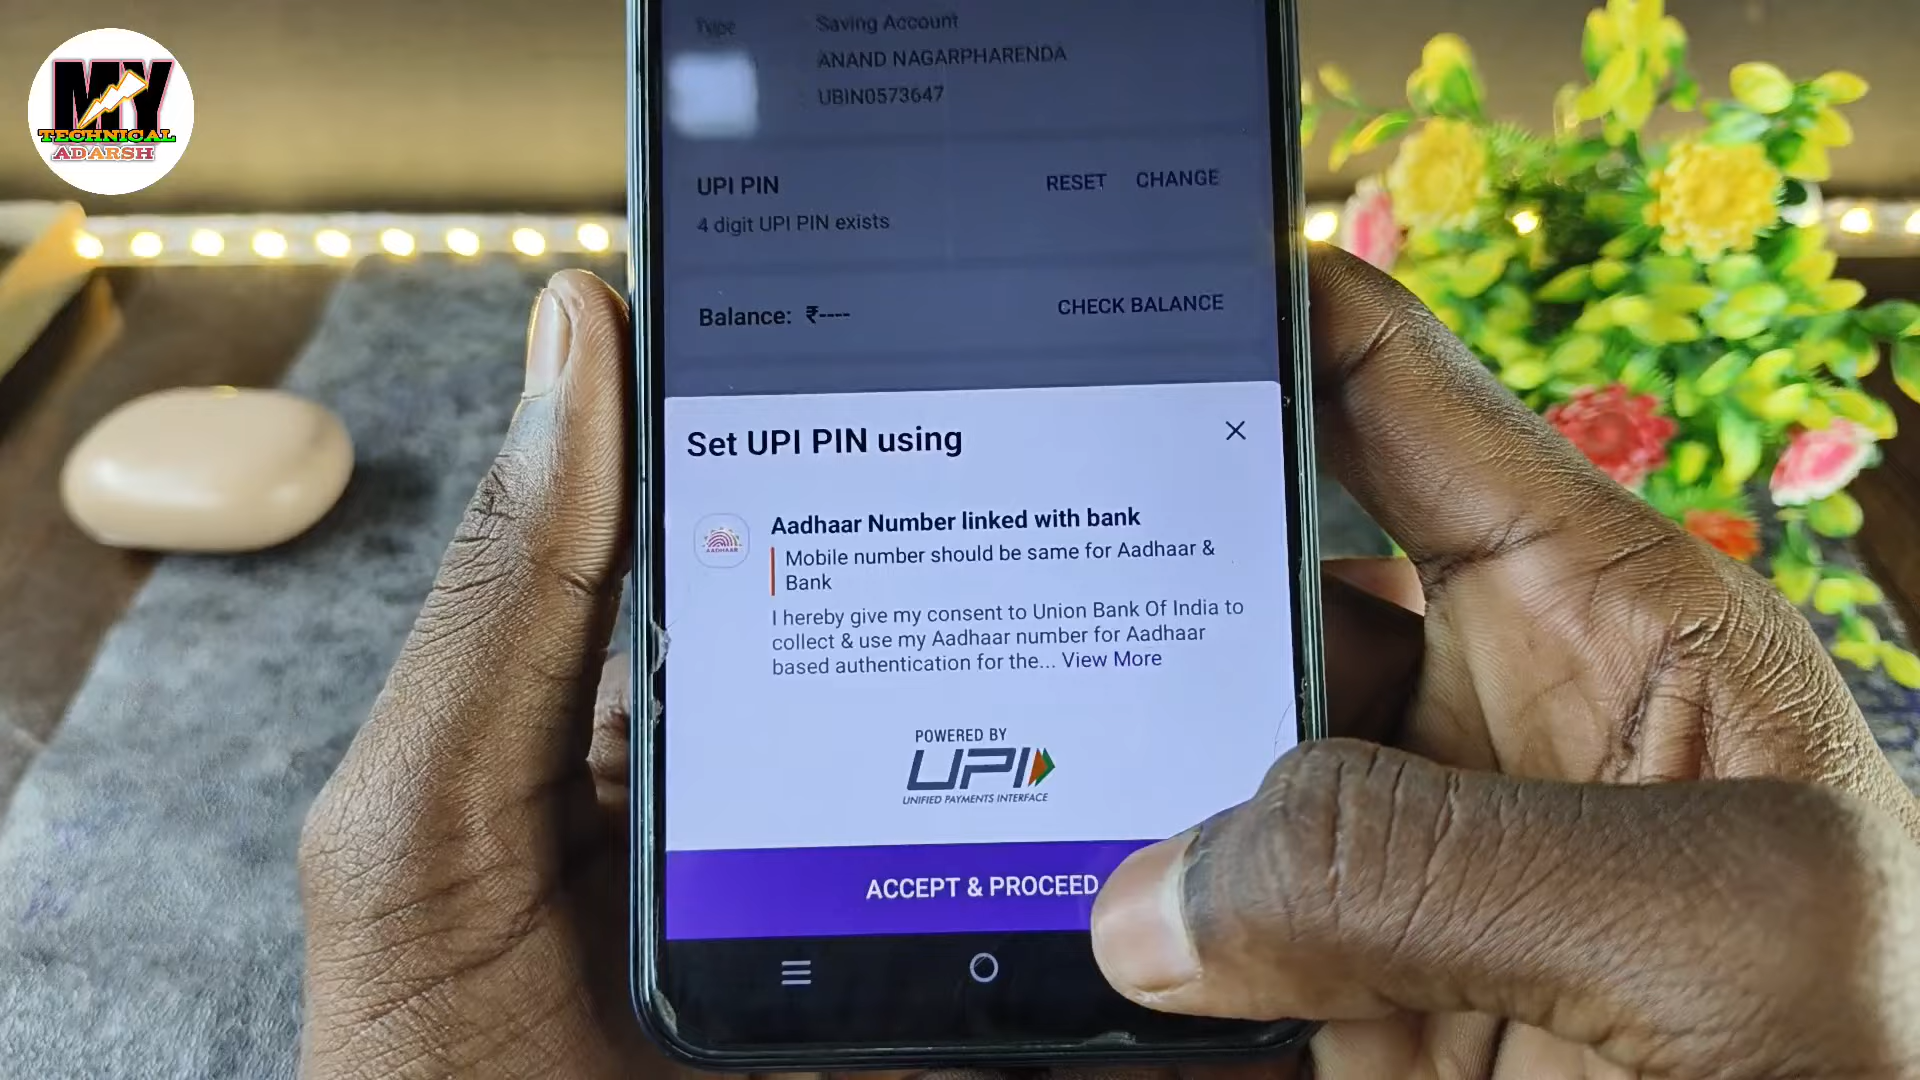 MY
TECHNICAL
ADARSH
Type
Saving Account
ANAND NAGARPHARENDA
UBIN0573647
UPI PIN
RESET
CHANGE
4 digit UPI PIN exists
Balance: ₹----
CHECK BALANCE
Set UPI PIN using
AADHAAR
Aadhaar Number linked with bank
Mobile number should be same for Aadhaar &
Bank
I hereby give my consent to Union Bank Of India to
collect & use my Aadhaar number for Aadhaar
based authentication for the... View More
POWERED BY
UPI
UNIFIED PAYMENTS INTERFACE
ACCEPT & PROCEED